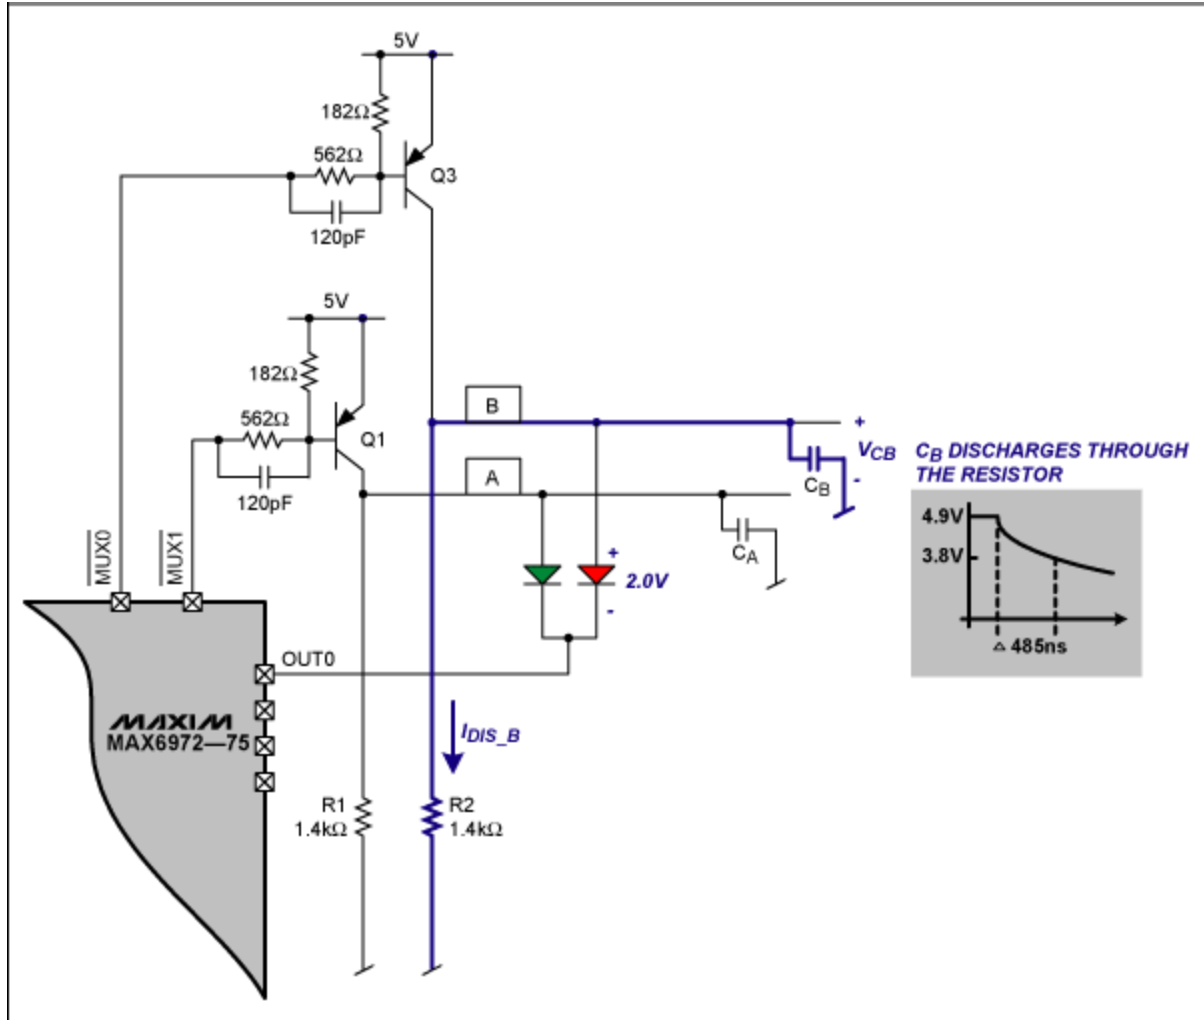 5V
182Ω
562Ω
Q3
120pF
5V
182Ω
562Ω
Q1
120pF
B
A
+
VCB
-
CB
CB DISCHARGES THROUGH
THE RESISTOR
4.9V
3.8V
△ 485ns
CA
+
2.0V
-
MUX0
MUX1
OUT0
MAXIM
MAX6972—75
IDIS_B
R1
1.4kΩ
R2
1.4kΩ